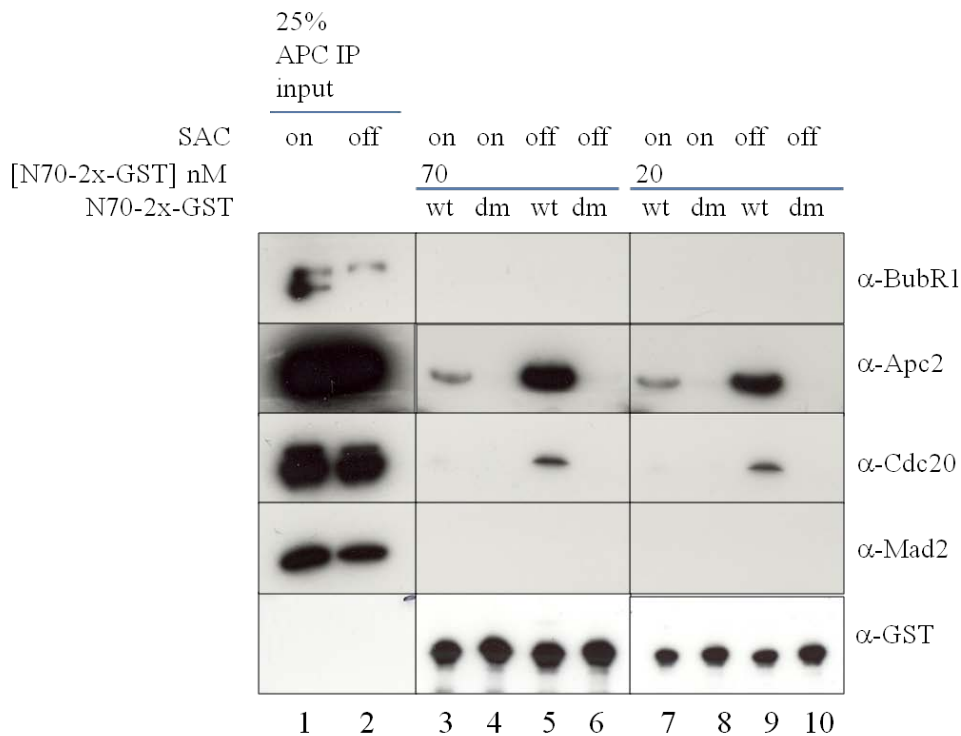 25%
APC IP
input
SAC on off on on off off on on off off
[N70-2x-GST] nM 70 20
N70-2x-GST wt dm wt dm wt dm wt dm
α-BubR1
α-Apc2
α-Cdc20
α-Mad2
α-GST
1 2 3 4 5 6 7 8 9 10